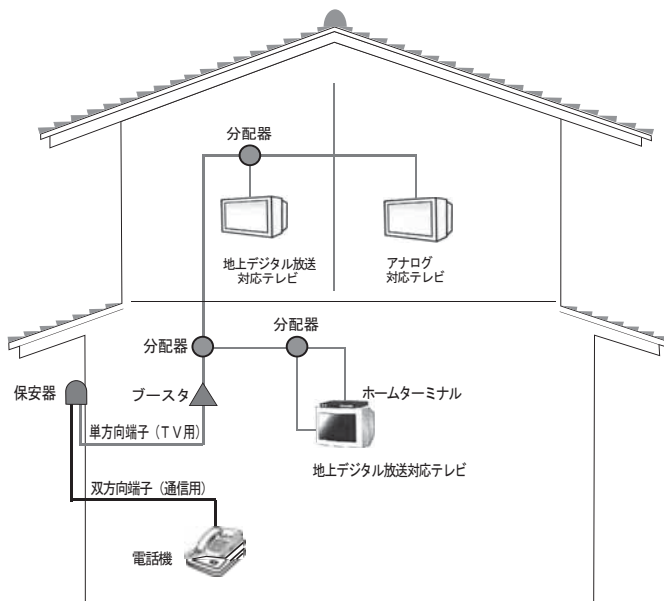 分配器
地上デジタル放送
対応テレビ
アナログ
対応テレビ
分配器
分配器
保安器
ブースタ
ホームターミナル
単方向端子（ＴＶ用）
地上デジタル放送対応テレビ
双方向端子（通信用）
電話機